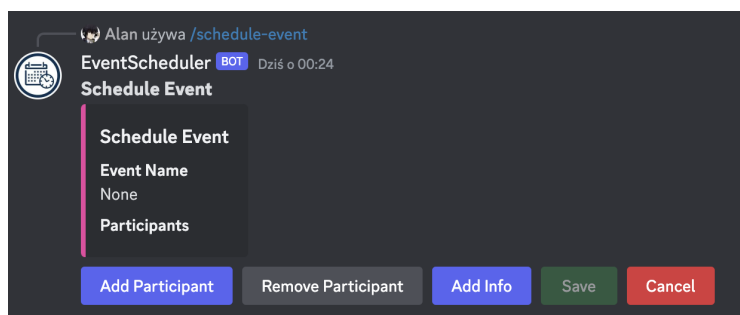 Alan używa /schedule-event
EventScheduler BOT Dziś o 00:24
Schedule Event
Schedule Event
Event Name
None
Participants
Add Participant Remove Participant Add Info Save Cancel